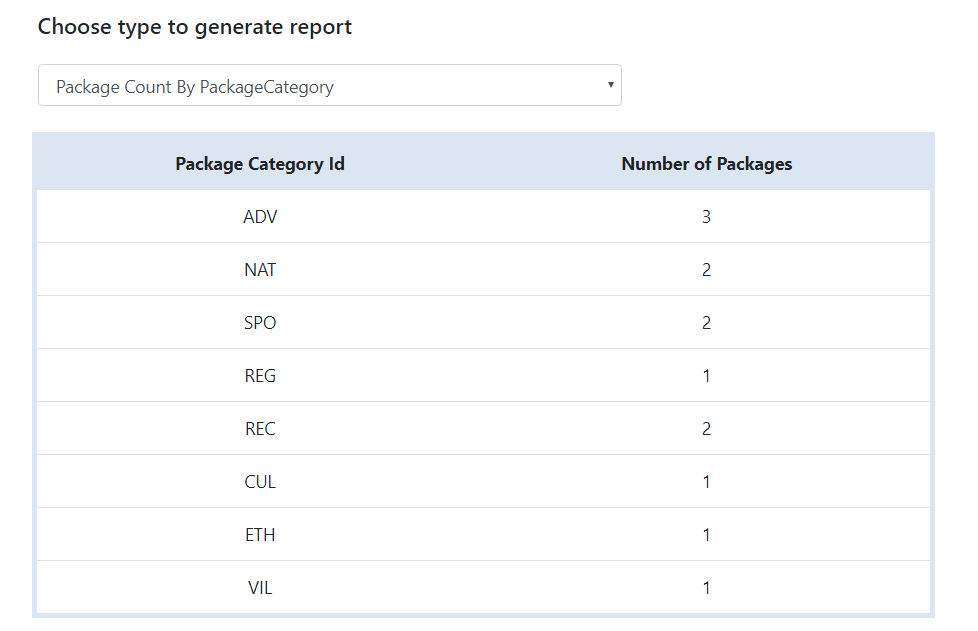 Choose type to generate report
Package Count By PackageCategory
Package Category Id Number of Packages
ADV 3
NAT 2
SPO 2
REG 1
REC 2
CUL 1
ETH 1
VIL 1